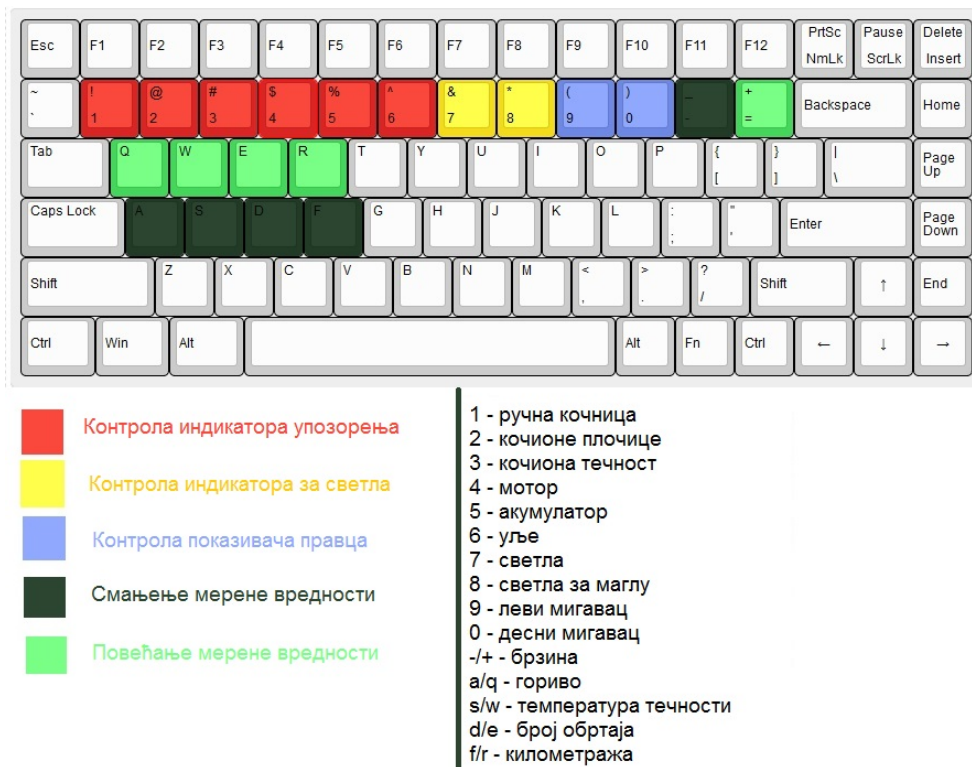 Esc F1 F2 F3 F4 F5 F6 F7 F8 F9 F10 F11 F12 PrtSc NmLk Pause ScrLk Delete Insert
~ ` ! 1 @ 2 # 3 $ 4 % 5 ^ 6 & 7 * 8 ( 9 ) 0 _ - + = Backspace Home
Tab Q W E R T Y U I O P { [ } ] | \ Page Up
Caps Lock A S D F G H J K L : ; " ' Enter Page Down
Shift Z X C V B N M < , > . ? / Shift ↑ End
Ctrl Win Alt Alt Fn Ctrl ← ↓ →
Контрола индикатора упозорења
Контрола индикатора за светла
Контрола показивача правца
Смањење мерене вредности
Повећање мерене вредности
1 - ручна кочница
2 - кочионе плочице
3 - кочиона течност
4 - мотор
5 - акумулатор
6 - уље
7 - светла
8 - светла за маглу
9 - леви мигавац
0 - десни мигавац
-/+ - брзина
a/q - гориво
s/w - температура течности
d/e - број обртаја
f/r - километража